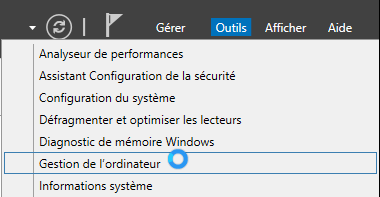 Gérer Outils Afficher Aide
Analyseur de performances
Assistant Configuration de la sécurité
Configuration du système
Défragmenter et optimiser les lecteurs
Diagnostic de mémoire Windows
Gestion de l'ordinateur
Informations système